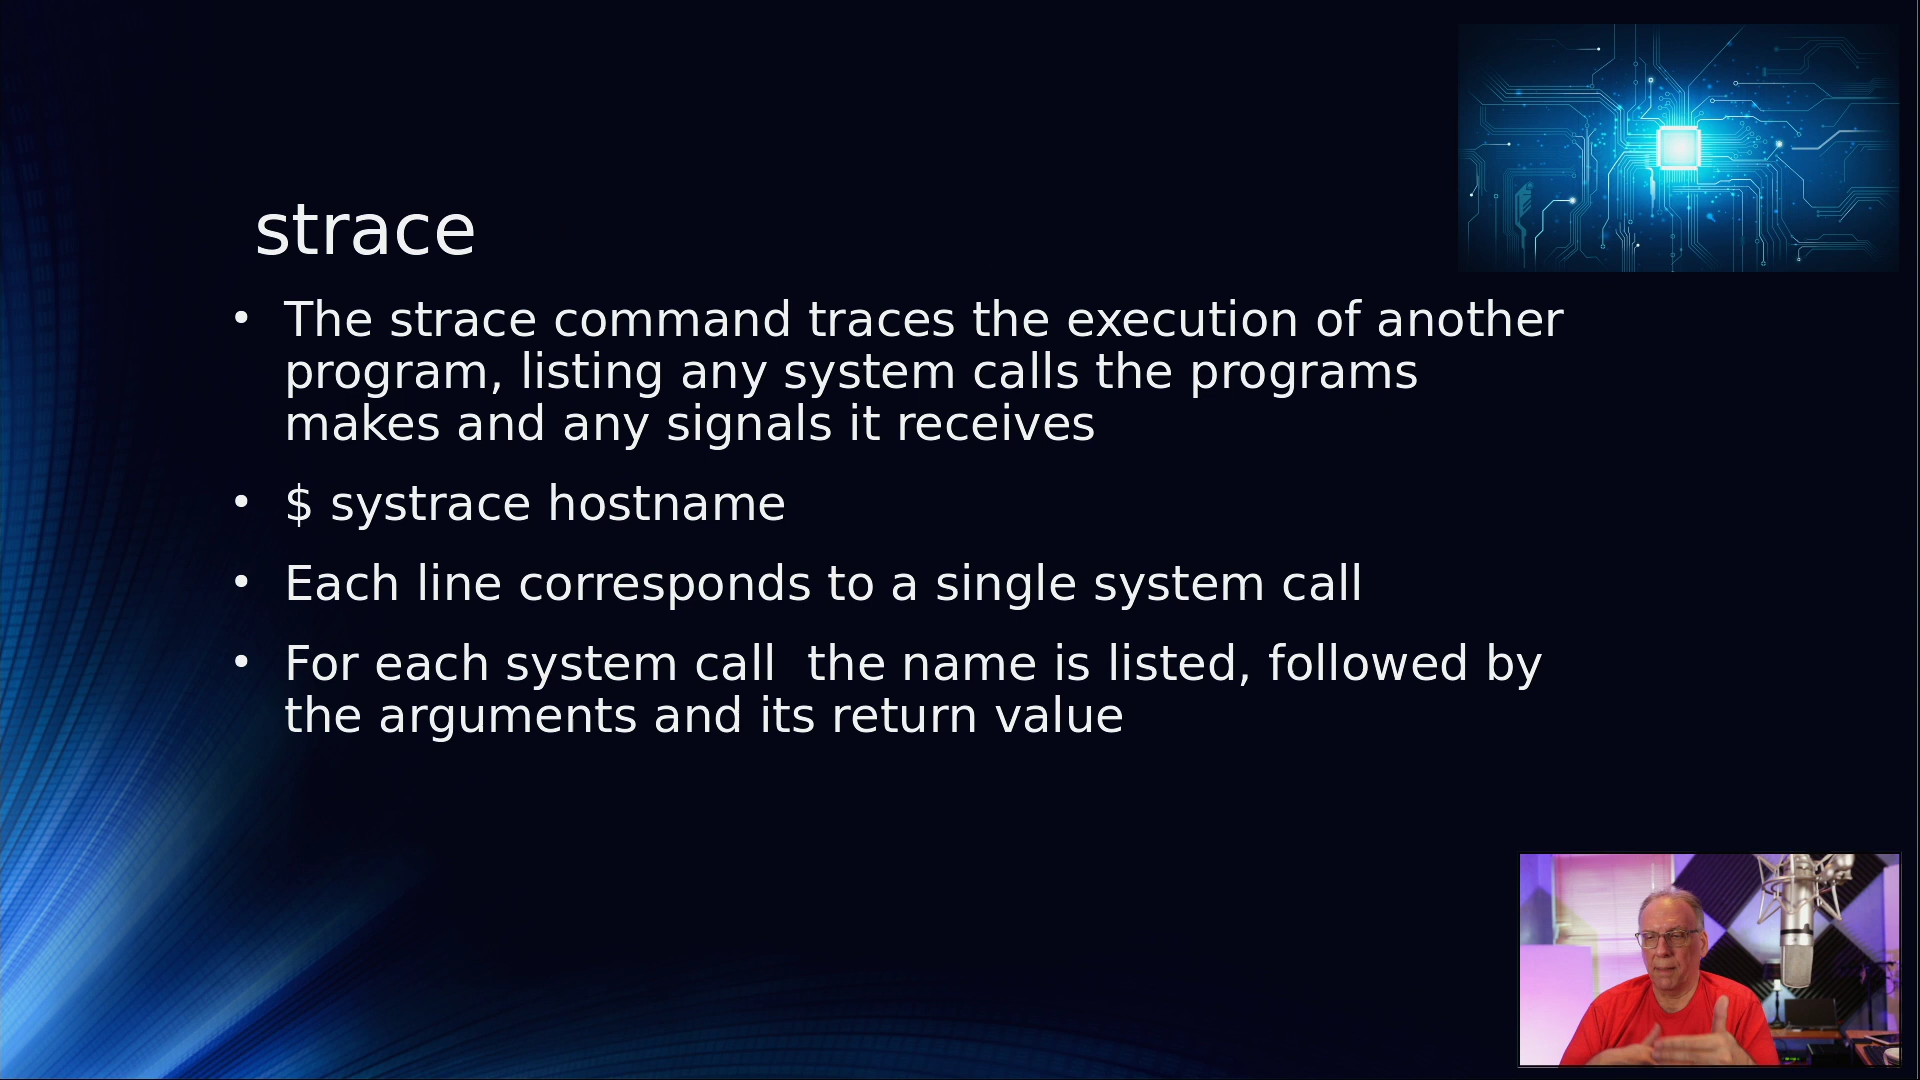 strace
• The strace command traces the execution of another
program, listing any system calls the programs
makes and any signals it receives
• $ systrace hostname
• Each line corresponds to a single system call
• For each system call  the name is listed, followed by
the arguments and its return value